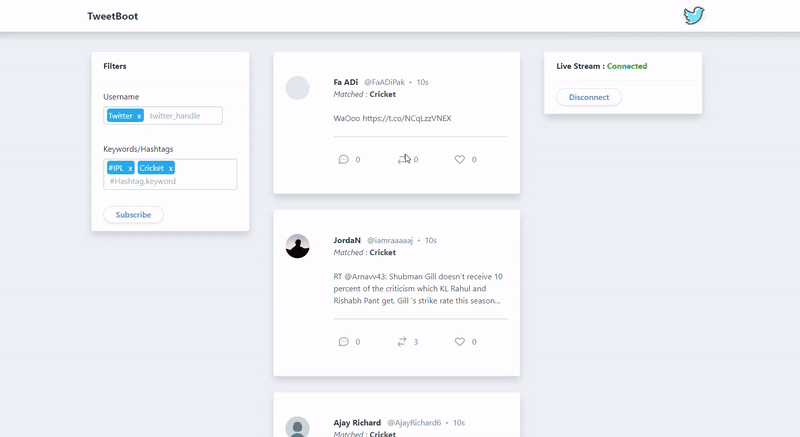 TweetBoot
Filters
Username
Twitter x twitter_handle
Keywords/Hashtags
#IPL x Cricket x
#Hashtag,keyword
Subscribe
Fa ADi @FaADiPak • 10s
Matched : Cricket
WaOoo https://t.co/NCqLzzVNEX
0 0 0
JordaN @iamraaaaaj • 10s
Matched : Cricket
RT @Arnavv43: Shubman Gill doesn't receive 10
percent of the criticism which KL Rahul and
Rishabh Pant get. Gill 's strike rate this season...
0 3 0
Ajay Richard @AjayRichard6 • 10s
Matched : Cricket
Live Stream : Connected
Disconnect